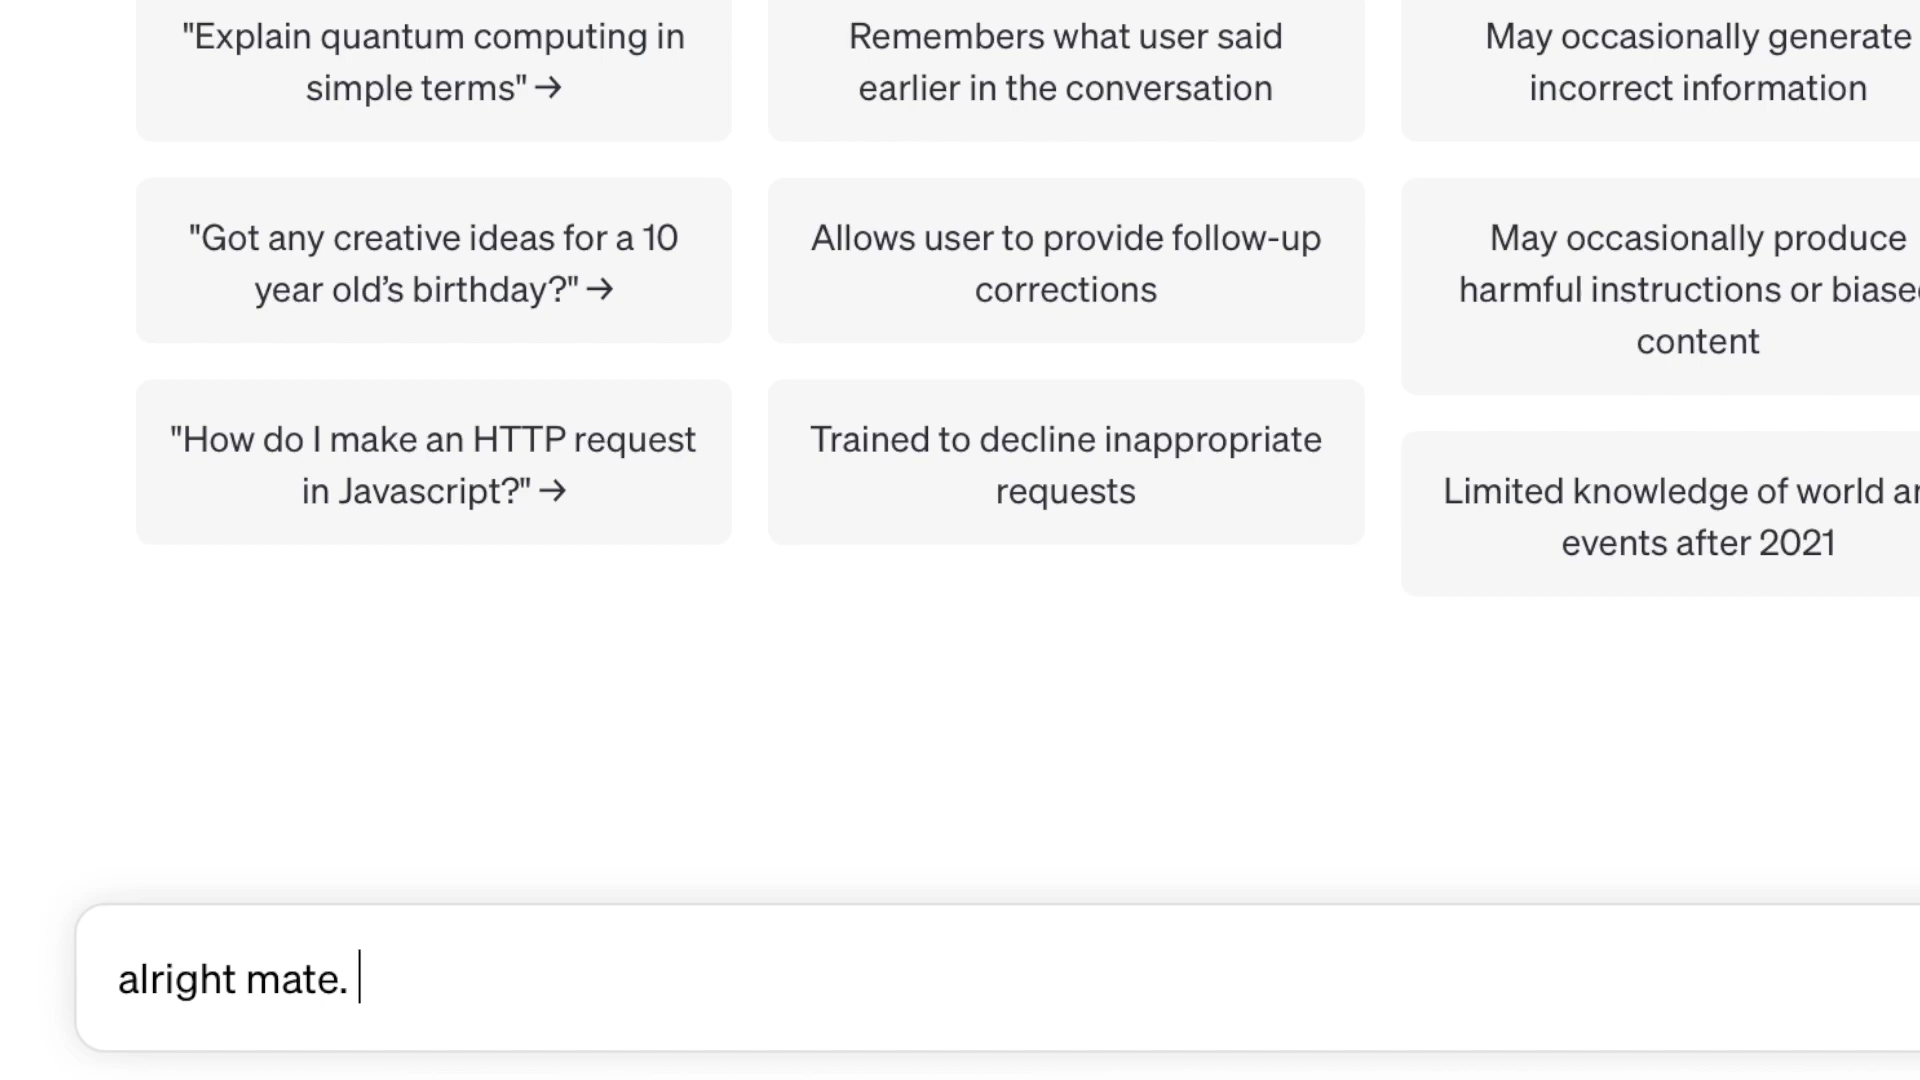 "Explain quantum computing in
simple terms" →
"Got any creative ideas for a 10
year old’s birthday?" →
"How do I make an HTTP request
in Javascript?" →
Remembers what user said
earlier in the conversation
Allows user to provide follow-up
corrections
Trained to decline inappropriate
requests
May occasionally generate
incorrect information
May occasionally produce
harmful instructions or
content
Limited knowledge of world
events after 2021
alright mate.